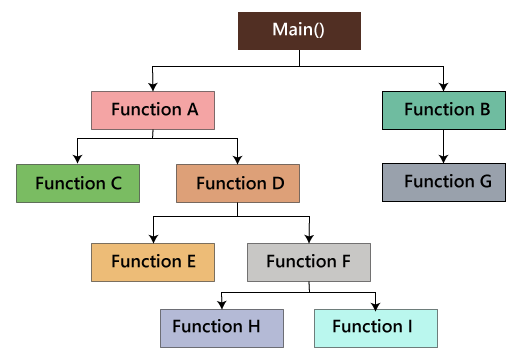 Main()
Function A
Function B
Function C
Function D
Function G
Function E
Function F
Function H
Function I